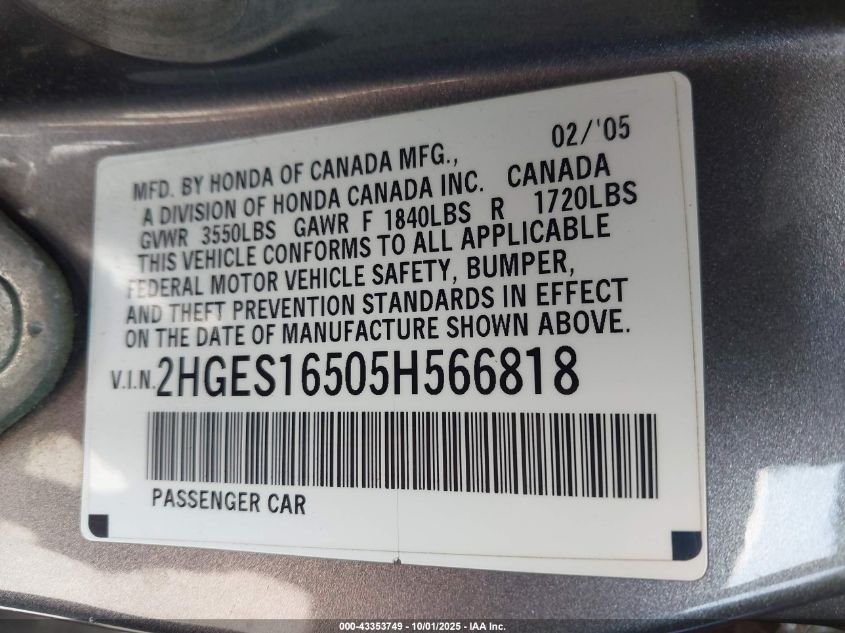 02/'05
MFD. BY HONDA OF CANADA MFG.,
A DIVISION OF HONDA CANADA INC. CANADA
GVWR 3550LBS GAWR F 1840LBS R 1720LBS
THIS VEHICLE CONFORMS TO ALL APPLICABLE
FEDERAL MOTOR VEHICLE SAFETY, BUMPER,
AND THEFT PREVENTION STANDARDS IN EFFECT
ON THE DATE OF MANUFACTURE SHOWN ABOVE.
V.I.N. 2HGES16505H566818
PASSENGER CAR
000-43353749 - 10/01/2025 - IAA Inc.